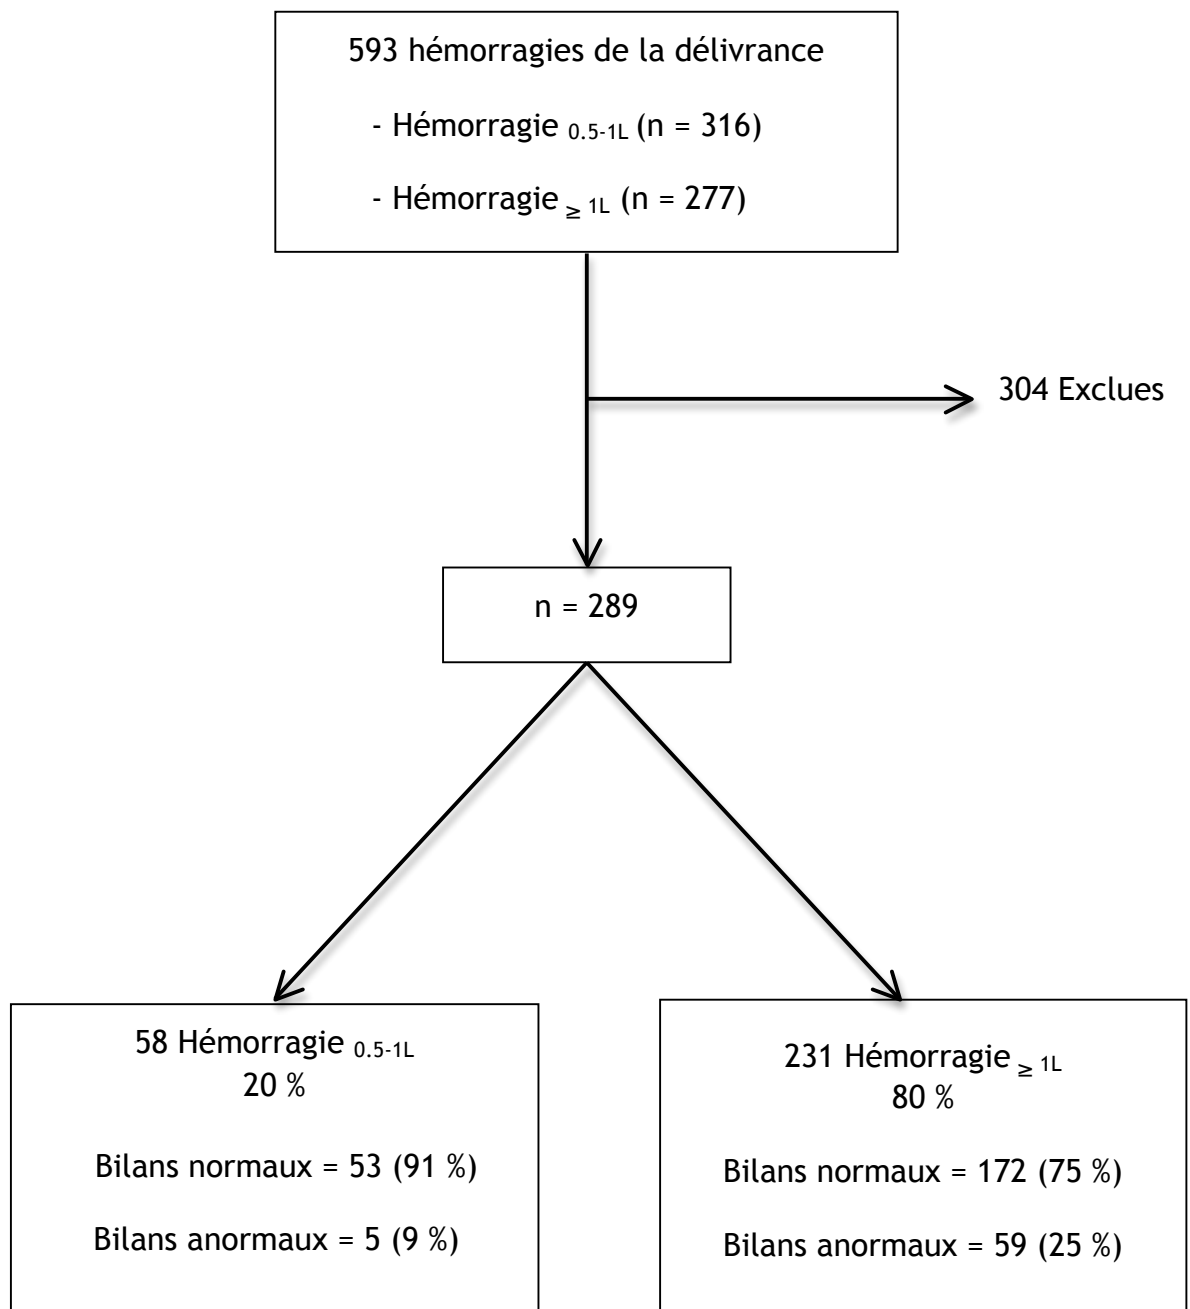 593 hémorragies de la délivrance
- Hémorragie 0.5-1L (n = 316)
- Hémorragie ≥ 1L (n = 277)
304 Exclues
n = 289
58 Hémorragie 0.5-1L
20 %
Bilans normaux = 53 (91 %)
Bilans anormaux = 5 (9 %)
231 Hémorragie ≥ 1L
80 %
Bilans normaux = 172 (75 %)
Bilans anormaux = 59 (25 %)